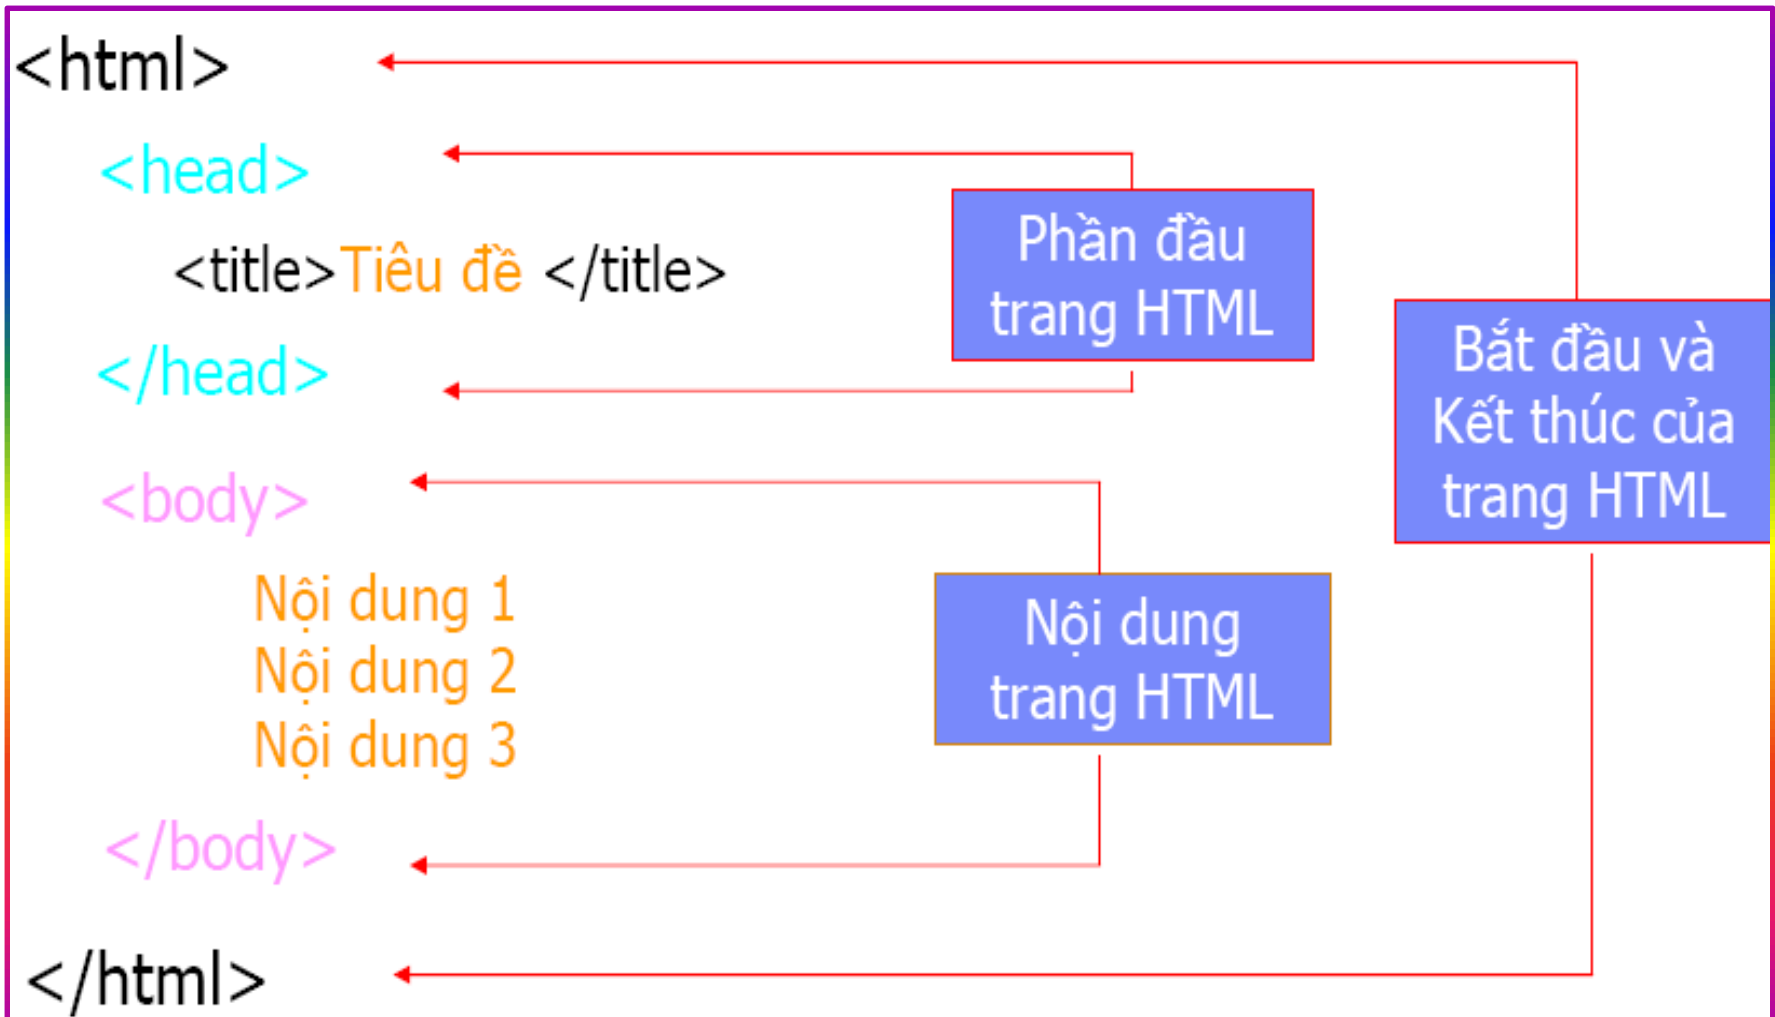 <html>
<head>
<title>Tiêu đề </title>
</head>
<body>
Nội dung 1
Nội dung 2
Nội dung 3
</body>
</html>
Phần đầu
trang HTML
Bắt đầu và
Kết thúc của
trang HTML
Nội dung
trang HTML